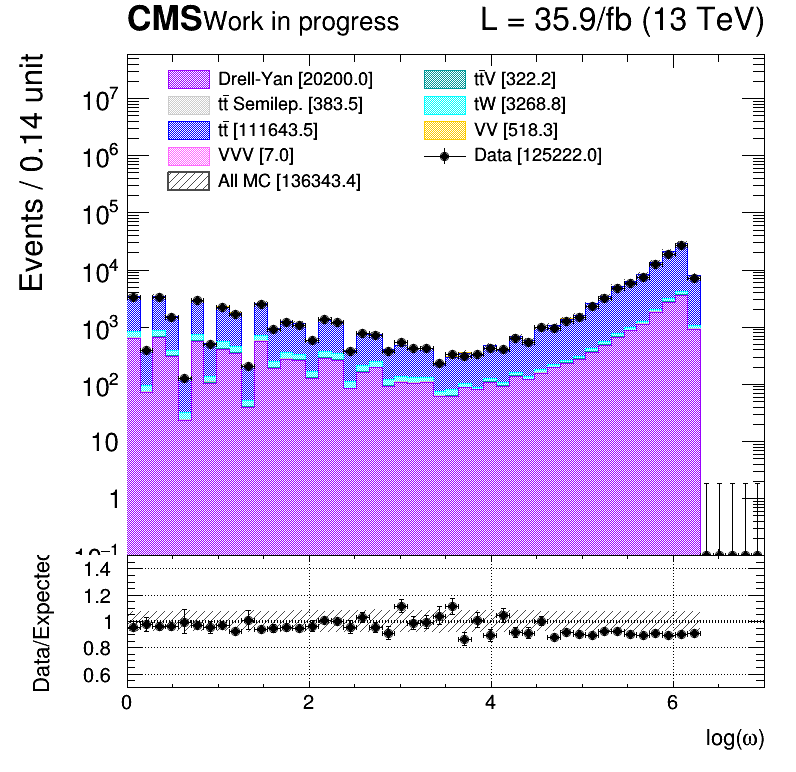 CMS Work in progress L = 35.9/fb (13 TeV)
Events / 0.14 unit
Drell-Yan [20200.0]
tt̄ Semilep. [383.5]
tt̄ [111643.5]
VVV [7.0]
All MC [136343.4]
tt̄V [322.2]
tW [3268.8]
VV [518.3]
Data [125222.0]
10⁷
10⁶
10⁵
10⁴
10³
10²
10
1
10⁻¹
Data/Expected
1.4
1.2
1
0.8
0.6
0 2 4 6
log(ω)